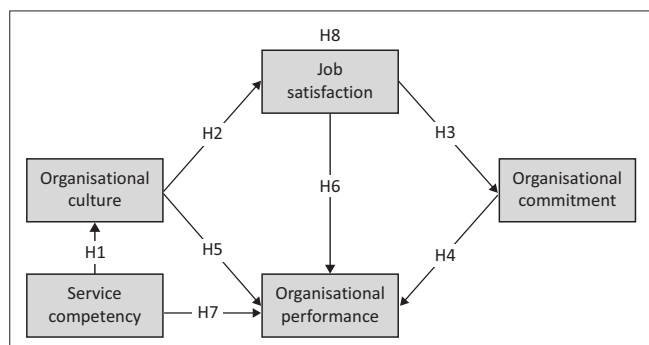 H8
Job
satisfaction
H2
H3
Organisational
culture
H6
Organisational
commitment
H1
H5
H4
Service
competency
H7
Organisational
performance